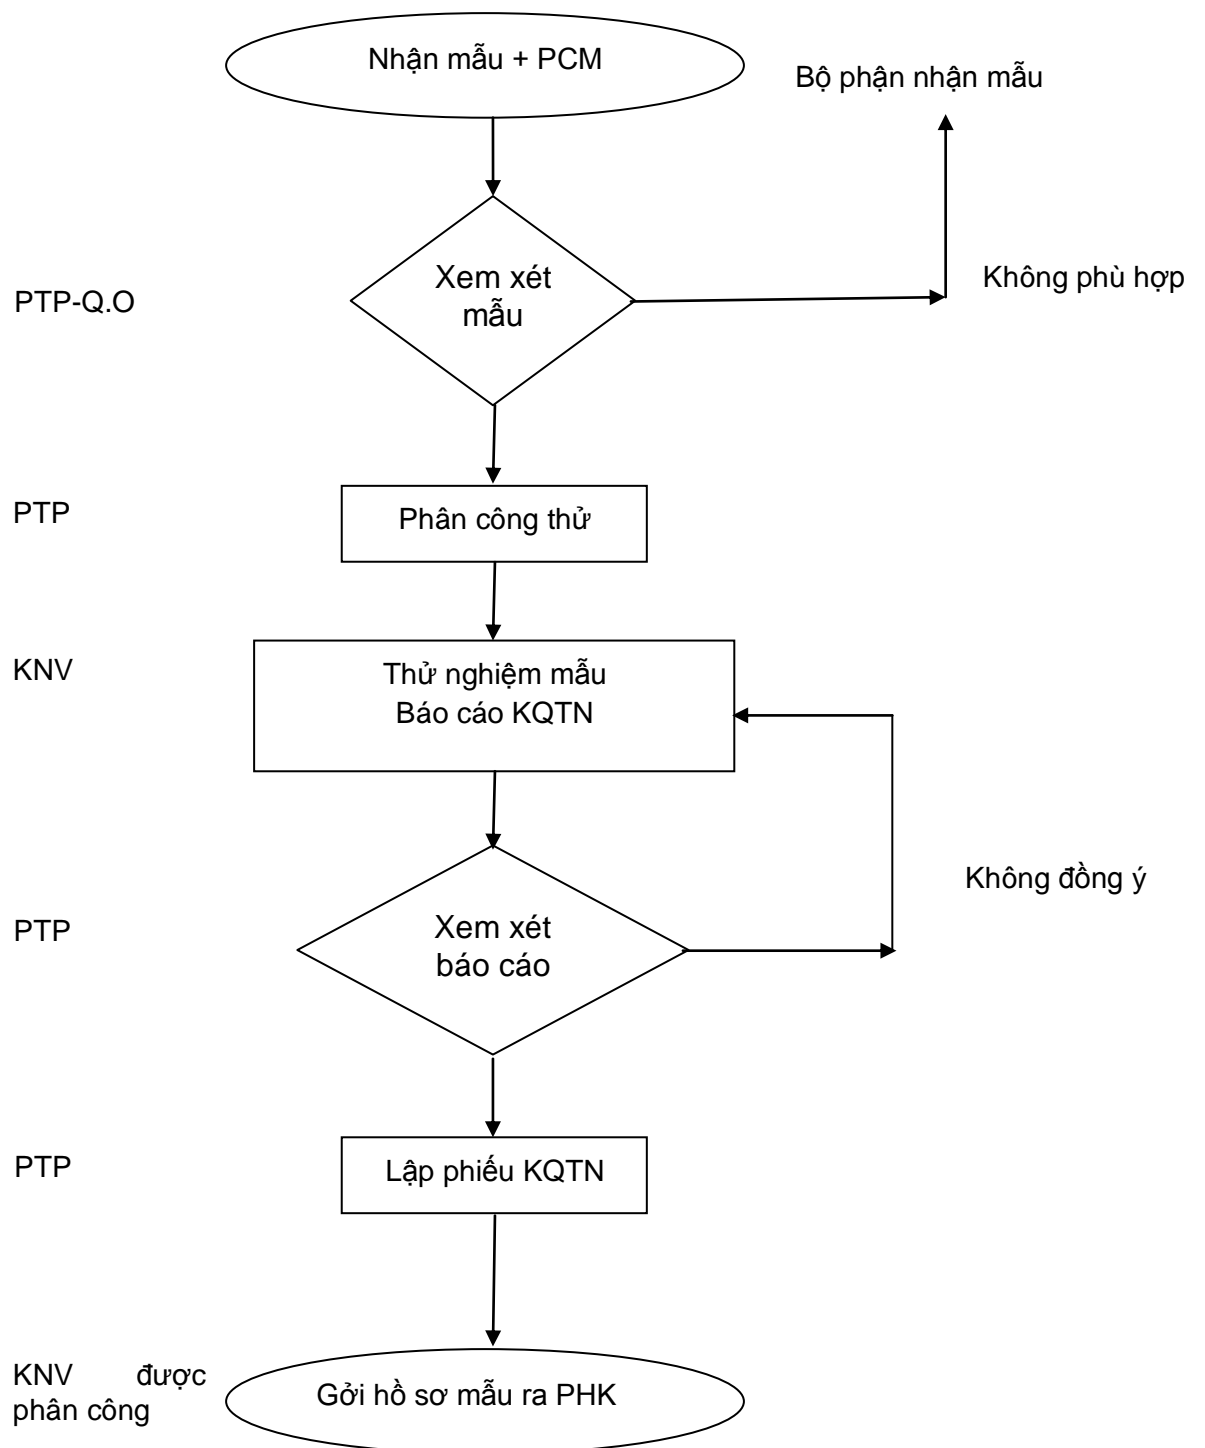 Nhận mẫu + PCM
Bộ phận nhận mẫu
Không phù hợp
PTP-Q.O
Xem xét
mẫu
PTP
Phân công thử
KNV
Thử nghiệm mẫu
Báo cáo KQTN
Không đồng ý
PTP
Xem xét
báo cáo
PTP
Lập phiếu KQTN
KNV được
phân công
Gởi hồ sơ mẫu ra PHK